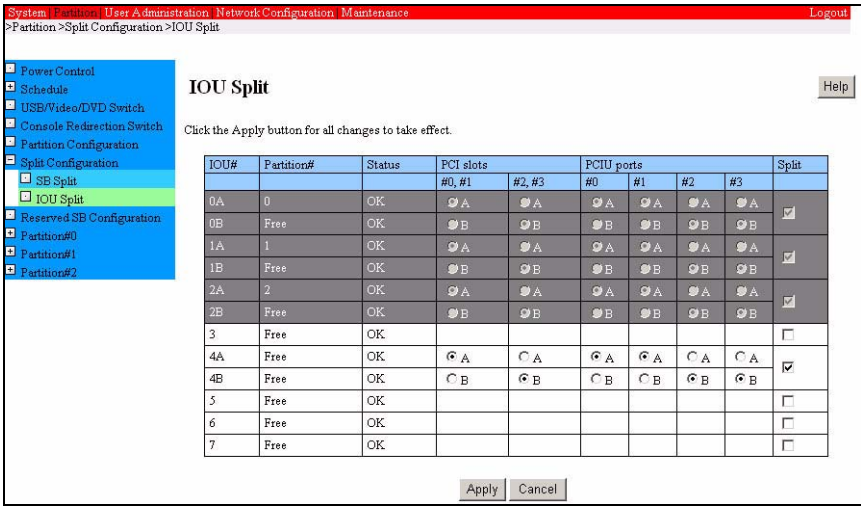 System | Partition | User Administration | Network Configuration | Maintenance Logout
>Partition >Split Configuration >IOU Split
Power Control
Schedule
USB/Video/DVD Switch
Console Redirection Switch
Partition Configuration
Split Configuration
SB Split
IOU Split
Reserved SB Configuration
Partition#0
Partition#1
Partition#2
IOU Split
Help
Click the Apply button for all changes to take effect.
IOU# Partition# Status PCI slots PCIU ports Split
#0, #1 #2, #3 #0 #1 #2 #3
0A 0 OK A A A A A A
0B Free OK B B B B B B
1A 1 OK A A A A A A
1B Free OK B B B B B B
2A 2 OK A A A A A A
2B Free OK B B B B B B
3 Free OK
4A Free OK A A A A A A
4B Free OK B B B B B B
5 Free OK
6 Free OK
7 Free OK
Apply Cancel